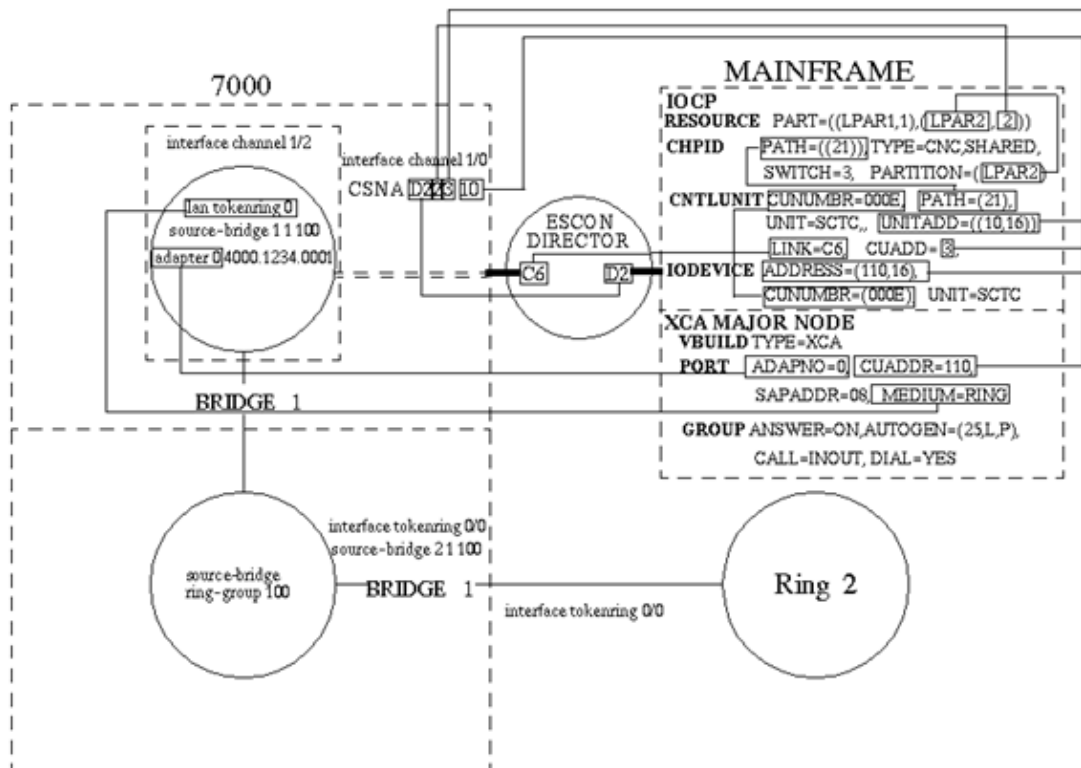 7000
interface channel 1/2
lan tokenring 0
source-bridge 1 1 100
adapter 0 4000.1234.0001
interface channel 1/0
CSNA D223 10
ESCON
DIRECTOR
C6
D2
MAINFRAME
IOCP
RESOURCE PART=((LPAR1,1),(LPAR2,2))
CHPID PATH=((21)), TYPE=CNC,SHARED,
SWITCH=3, PARTITION=(LPAR2)
CNTLUNIT CUNUMBR=000E, PATH=(21),
UNIT=SCTC,, UNITADD=((10,16))
LINK=C6, CUADD=3,
IODEVICE ADDRESS=(110,16),
CUNUMBR=(000E) UNIT=SCTC
XCA MAJOR NODE
VBUILD TYPE=XCA
PORT ADAPNO=0, CUADDR=110,
SAPADDR=08, MEDIUM=RING
GROUP ANSWER=ON,AUTOGEN=(25,L,P),
CALL=INOUT, DIAL=YES
BRIDGE 1
source-bridge
ring-group 100
interface tokenring 0/0
source-bridge 2 1 100
BRIDGE 1
interface tokenring 0/0
Ring 2